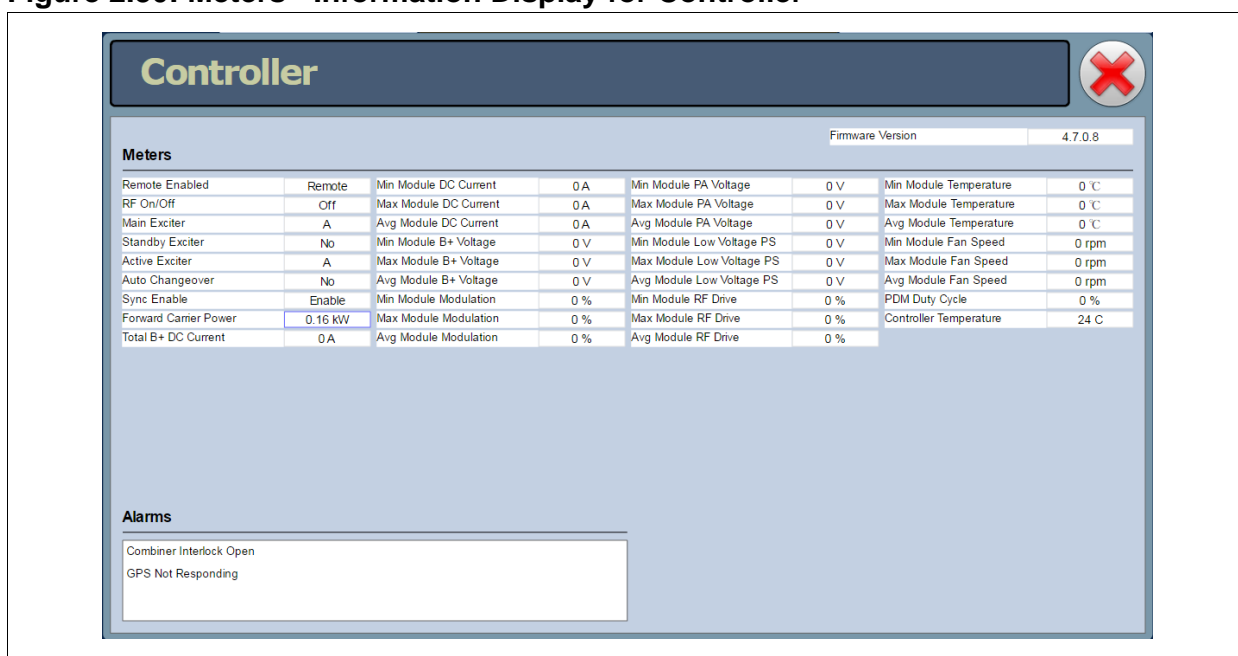 Controller
Firmware Version 4.7.0.8
Meters
Remote Enabled Remote Min Module DC Current 0 A Min Module PA Voltage 0 V Min Module Temperature 0 ℃
RF On/Off Off Max Module DC Current 0 A Max Module PA Voltage 0 V Max Module Temperature 0 ℃
Main Exciter A Avg Module DC Current 0 A Avg Module PA Voltage 0 V Avg Module Temperature 0 ℃
Standby Exciter No Min Module B+ Voltage 0 V Min Module Low Voltage PS 0 V Min Module Fan Speed 0 rpm
Active Exciter A Max Module B+ Voltage 0 V Max Module Low Voltage PS 0 V Max Module Fan Speed 0 rpm
Auto Changeover No Avg Module B+ Voltage 0 V Avg Module Low Voltage PS 0 V Avg Module Fan Speed 0 rpm
Sync Enable Enable Min Module Modulation 0 % Min Module RF Drive 0 % PDM Duty Cycle 0 %
Forward Carrier Power 0.16 kW Max Module Modulation 0 % Max Module RF Drive 0 % Controller Temperature 24 C
Total B+ DC Current 0 A Avg Module Modulation 0 % Avg Module RF Drive 0 %
Alarms
Combiner Interlock Open
GPS Not Responding